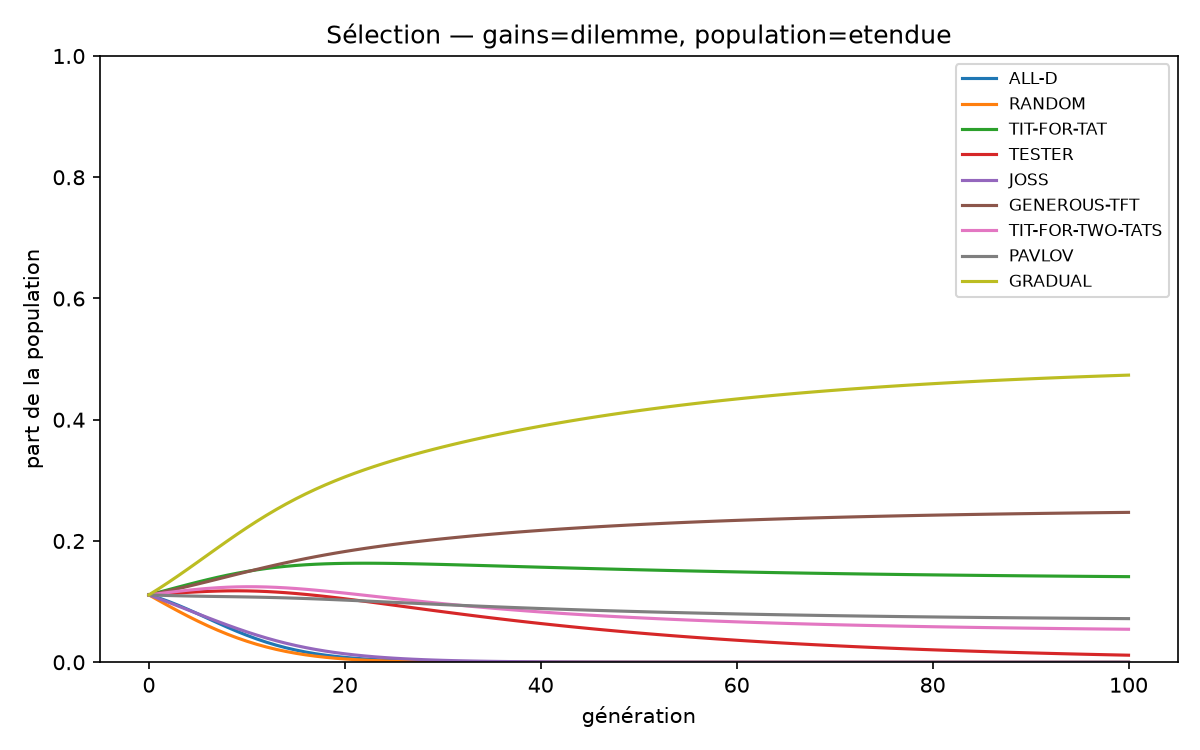 Sélection — gains=dilemme, population=etendue
1.0
0.8
0.6
0.4
0.2
0.0
part de la population
ALL-D
RANDOM
TIT-FOR-TAT
TESTER
JOSS
GENEROUS-TFT
TIT-FOR-TWO-TATS
PAVLOV
GRADUAL
0 20 40 60 80 100
génération